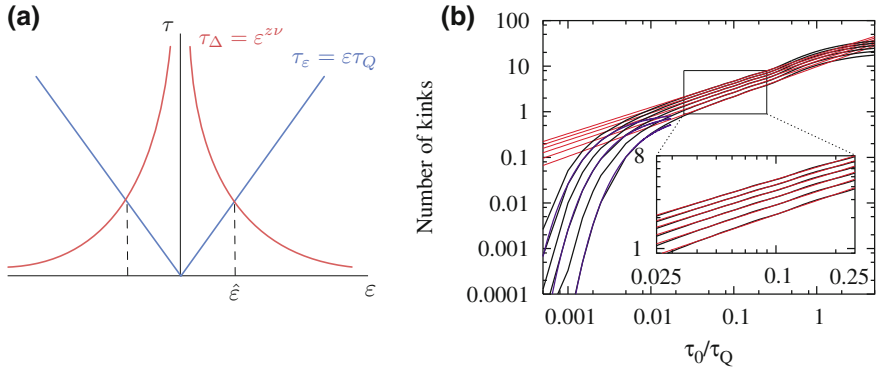 (a)
τ
τ_Δ = ε^{zν}
τ_ε = ετ_Q
ε̂
ε
(b)
Number of kinks
100
10
1
0.1
0.01
0.001
0.0001
0.001
0.01
0.1
1
τ₀/τ_Q
8
1
0.025
0.1
0.25